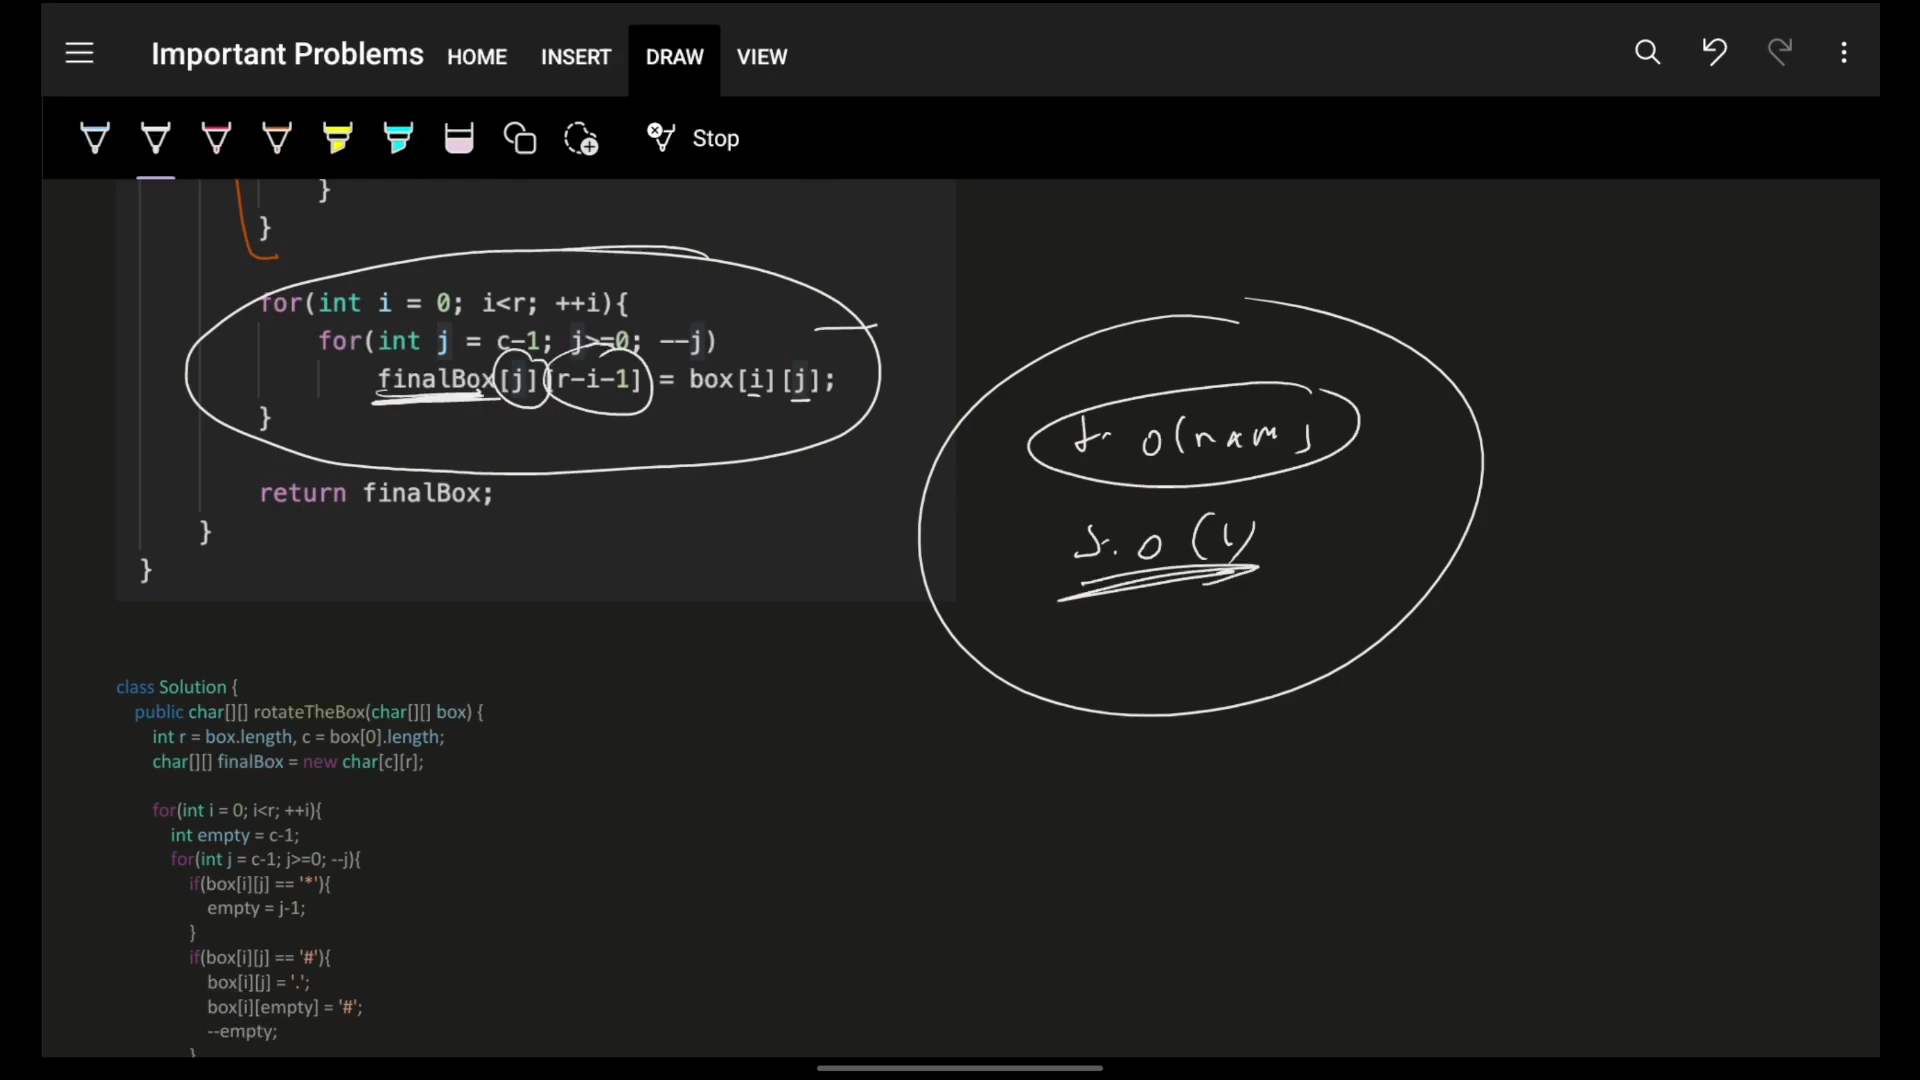 Important Problems HOME INSERT DRAW VIEW
Stop
}
}
for(int i = 0; i<r; ++i){
for(int j = c-1; j>=0; --j)
finalBox[j][r-i-1] = box[i][j];
}
return finalBox;
}
}
t. o(n*m)
s. o (1)
class Solution {
public char[][] rotateTheBox(char[][] box) {
int r = box.length, c = box[0].length;
char[][] finalBox = new char[c][r];
for(int i = 0; i<r; ++i){
int empty = c-1;
for(int j = c-1; j>=0; --j){
if(box[i][j] == '*'){
empty = j-1;
}
if(box[i][j] == '#'){
box[i][j] = '.';
box[i][empty] = '#';
--empty;
}